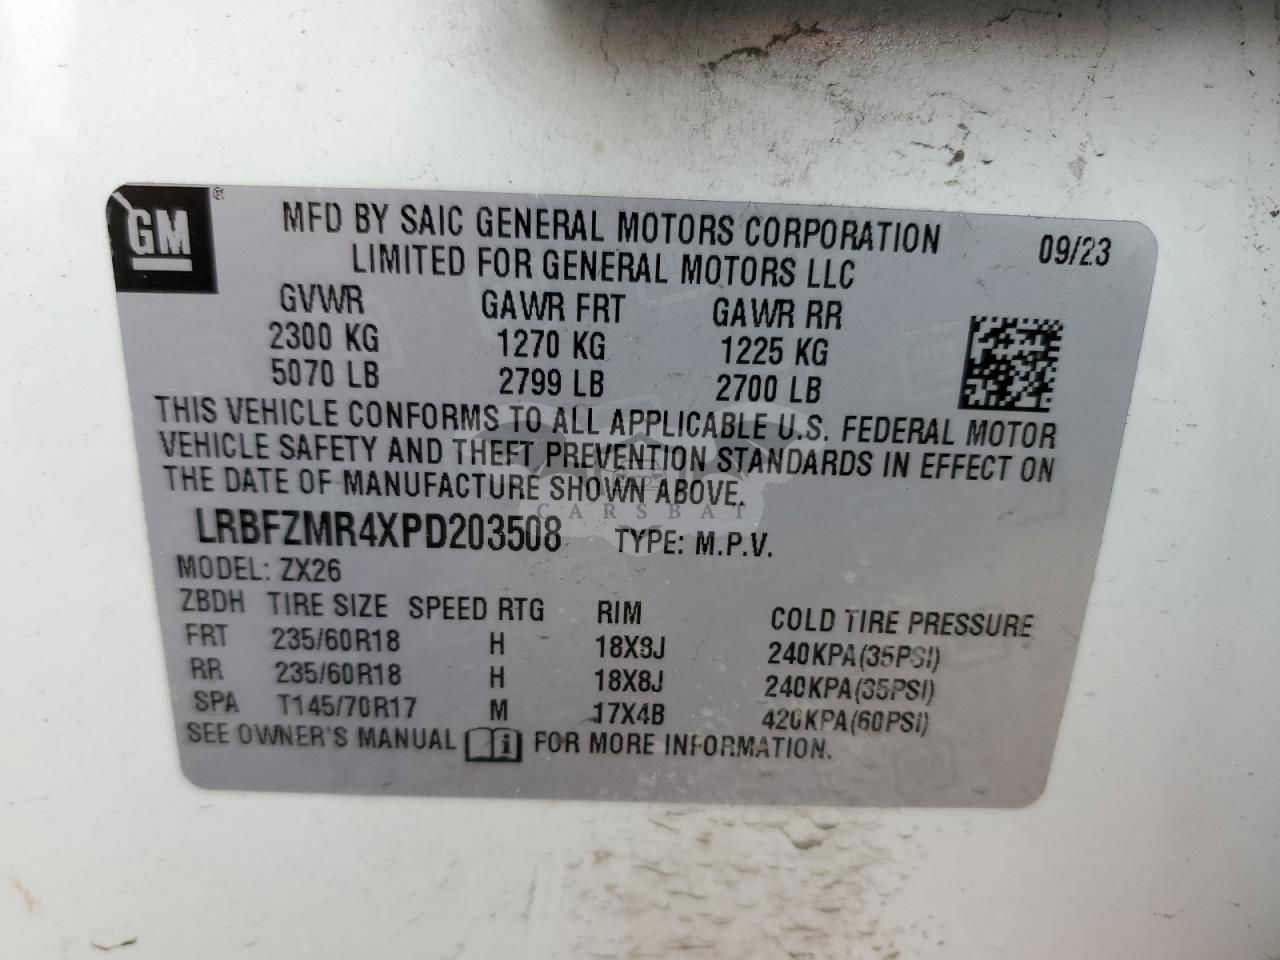 GM ®
MFD BY SAIC GENERAL MOTORS CORPORATION 09/23
LIMITED FOR GENERAL MOTORS LLC
GVWR GAWR FRT GAWR RR
2300 KG 1270 KG 1225 KG
5070 LB 2799 LB 2700 LB
THIS VEHICLE CONFORMS TO ALL APPLICABLE U.S. FEDERAL MOTOR
VEHICLE SAFETY AND THEFT PREVENTION STANDARDS IN EFFECT ON
THE DATE OF MANUFACTURE SHOWN ABOVE.
CARSBAT
LRBFZMR4XPD203508 TYPE: M.P.V.
MODEL: ZX26
ZBDH TIRE SIZE SPEED RTG RIM COLD TIRE PRESSURE
FRT 235/60R18 H 18X8J 240KPA(35PSI)
RR 235/60R18 H 18X8J 240KPA(35PSI)
SPA T145/70R17 M 17X4B 420KPA(60PSI)
SEE OWNER'S MANUAL i FOR MORE INFORMATION.